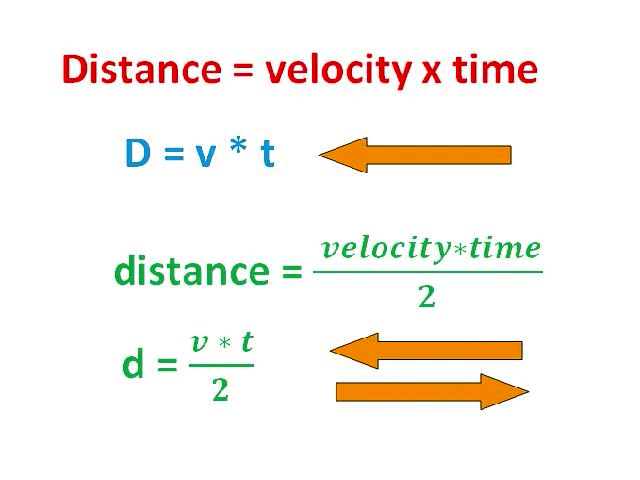 Distance = velocity x time
D = v * t
distance = velocity*time / 2
d = v * t / 2